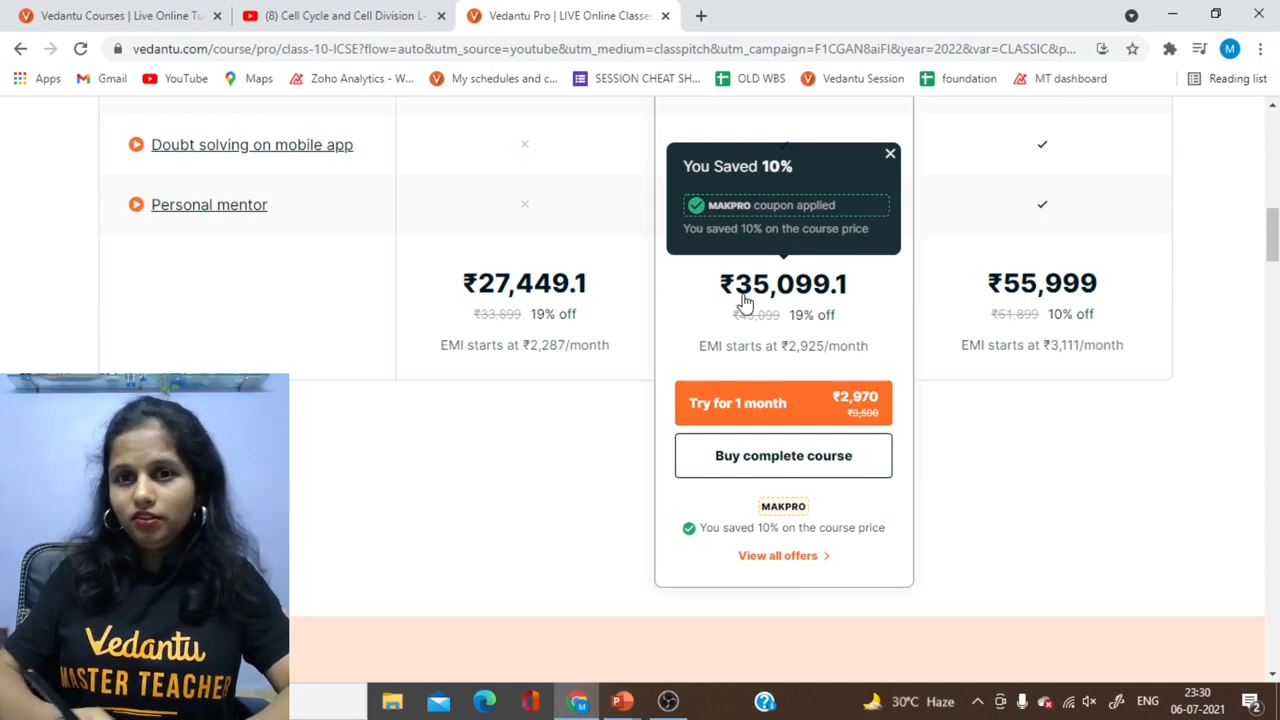 Vedantu Courses | Live Online Tu
(8) Cell Cycle and Cell Division L
Vedantu Pro | LIVE Online Classe
vedantu.com/course/pro/class-10-ICSE?flow=auto&utm_source=youtube&utm_medium=classpitch&utm_campaign=F1CGAN8aiFI&year=2022&var=CLASSIC&p...
Apps
Gmail
YouTube
Maps
Zoho Analytics - W...
My schedules and c...
SESSION CHEAT SH...
OLD WBS
Vedantu Session
foundation
MT dashboard
Reading list
Doubt solving on mobile app
Personal mentor
You Saved 10%
MAKPRO coupon applied
You saved 10% on the course price
₹27,449.1
₹33,899 19% off
EMI starts at ₹2,287/month
₹35,099.1
19% off
EMI starts at ₹2,925/month
₹55,999
₹61,899 10% off
EMI starts at ₹3,111/month
Try for 1 month
₹2,970
₹3,500
Buy complete course
MAKPRO
You saved 10% on the course price
View all offers
Vedantu
MASTER TEACHER
30°C Haze
ENG
23:30
06-07-2021
2
M